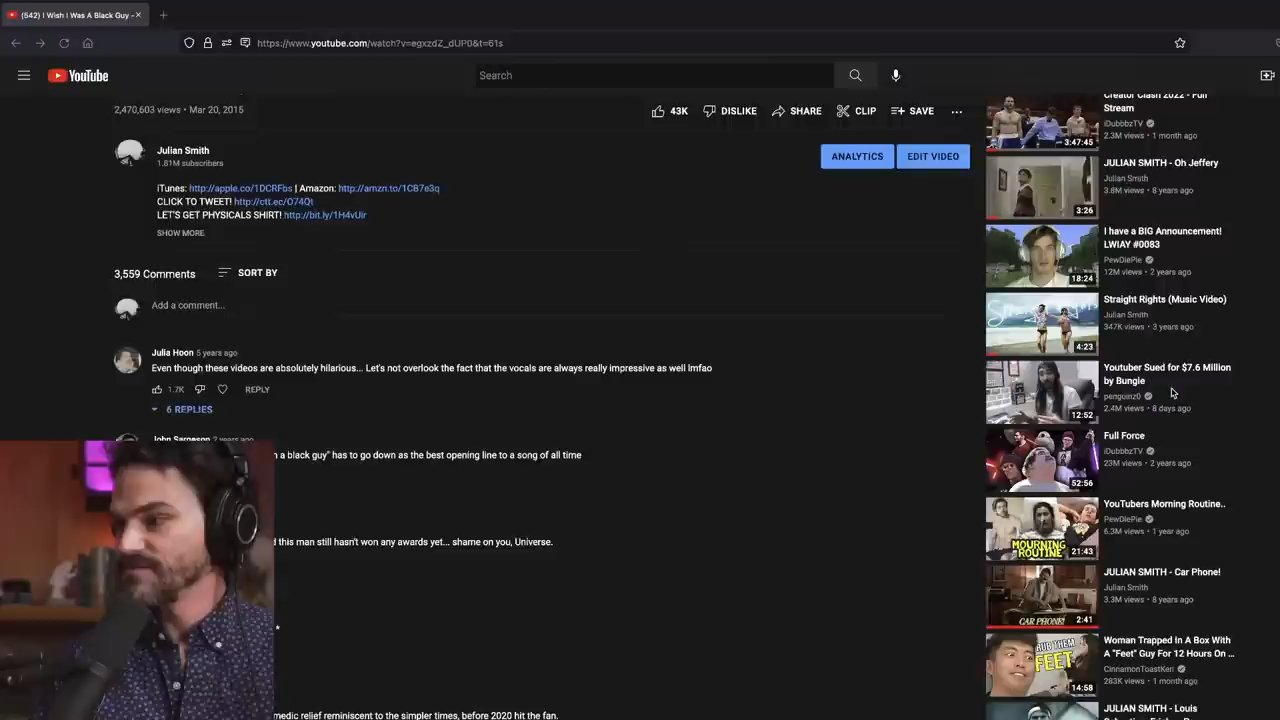 (542) I Wish I Was A Black Guy -
https://www.youtube.com/watch?v=egxzdZ_dUP0&t=61s
YouTube
Search
2,470,603 views • Mar 20, 2015
43K
DISLIKE
SHARE
CLIP
SAVE
Julian Smith
1.81M subscribers
ANALYTICS
EDIT VIDEO
iTunes: http://apple.co/1DCRFbs | Amazon: http://amzn.to/1CB7e3q
CLICK TO TWEET! http://ctt.ec/O74Qt
LET'S GET PHYSICALS SHIRT! http://bit.ly/1H4vUir
SHOW MORE
3,559 Comments
SORT BY
Add a comment...
Julia Hoon 5 years ago
Even though these videos are absolutely hilarious... Let's not overlook the fact that the vocals are always really impressive as well lmfao
1.7K
REPLY
6 REPLIES
John Sargeson 2 years ago
a black guy" has to go down as the best opening line to a song of all time
this man still hasn't won any awards yet... shame on you, Universe.
medic relief reminiscent to the simpler times, before 2020 hit the fan.
Creator Clash 2022 - Full
Stream
iDubbbzTV
2.3M views • 1 month ago
3:47:45
JULIAN SMITH - Oh Jeffery
Julian Smith
3.8M views • 8 years ago
3:26
I have a BIG Announcement!
LWIAY #0083
PewDiePie
12M views • 2 years ago
18:24
Straight Rights (Music Video)
Julian Smith
347K views • 3 years ago
4:23
Youtuber Sued for $7.6 Million
by Bungie
penguinz0
2.4M views • 8 days ago
12:52
Full Force
iDubbbzTV
23M views • 2 years ago
52:56
YouTubers Morning Routine..
PewDiePie
6.3M views • 1 year ago
MOURNING
ROUTINE
21:43
JULIAN SMITH - Car Phone!
Julian Smith
3.3M views • 8 years ago
CAR PHONE!
2:41
Woman Trapped In A Box With
A "Feet" Guy For 12 Hours On ...
CinnamonToastKen
283K views • 1 month ago
RUB THEM
FEET
14:58
JULIAN SMITH - Louis